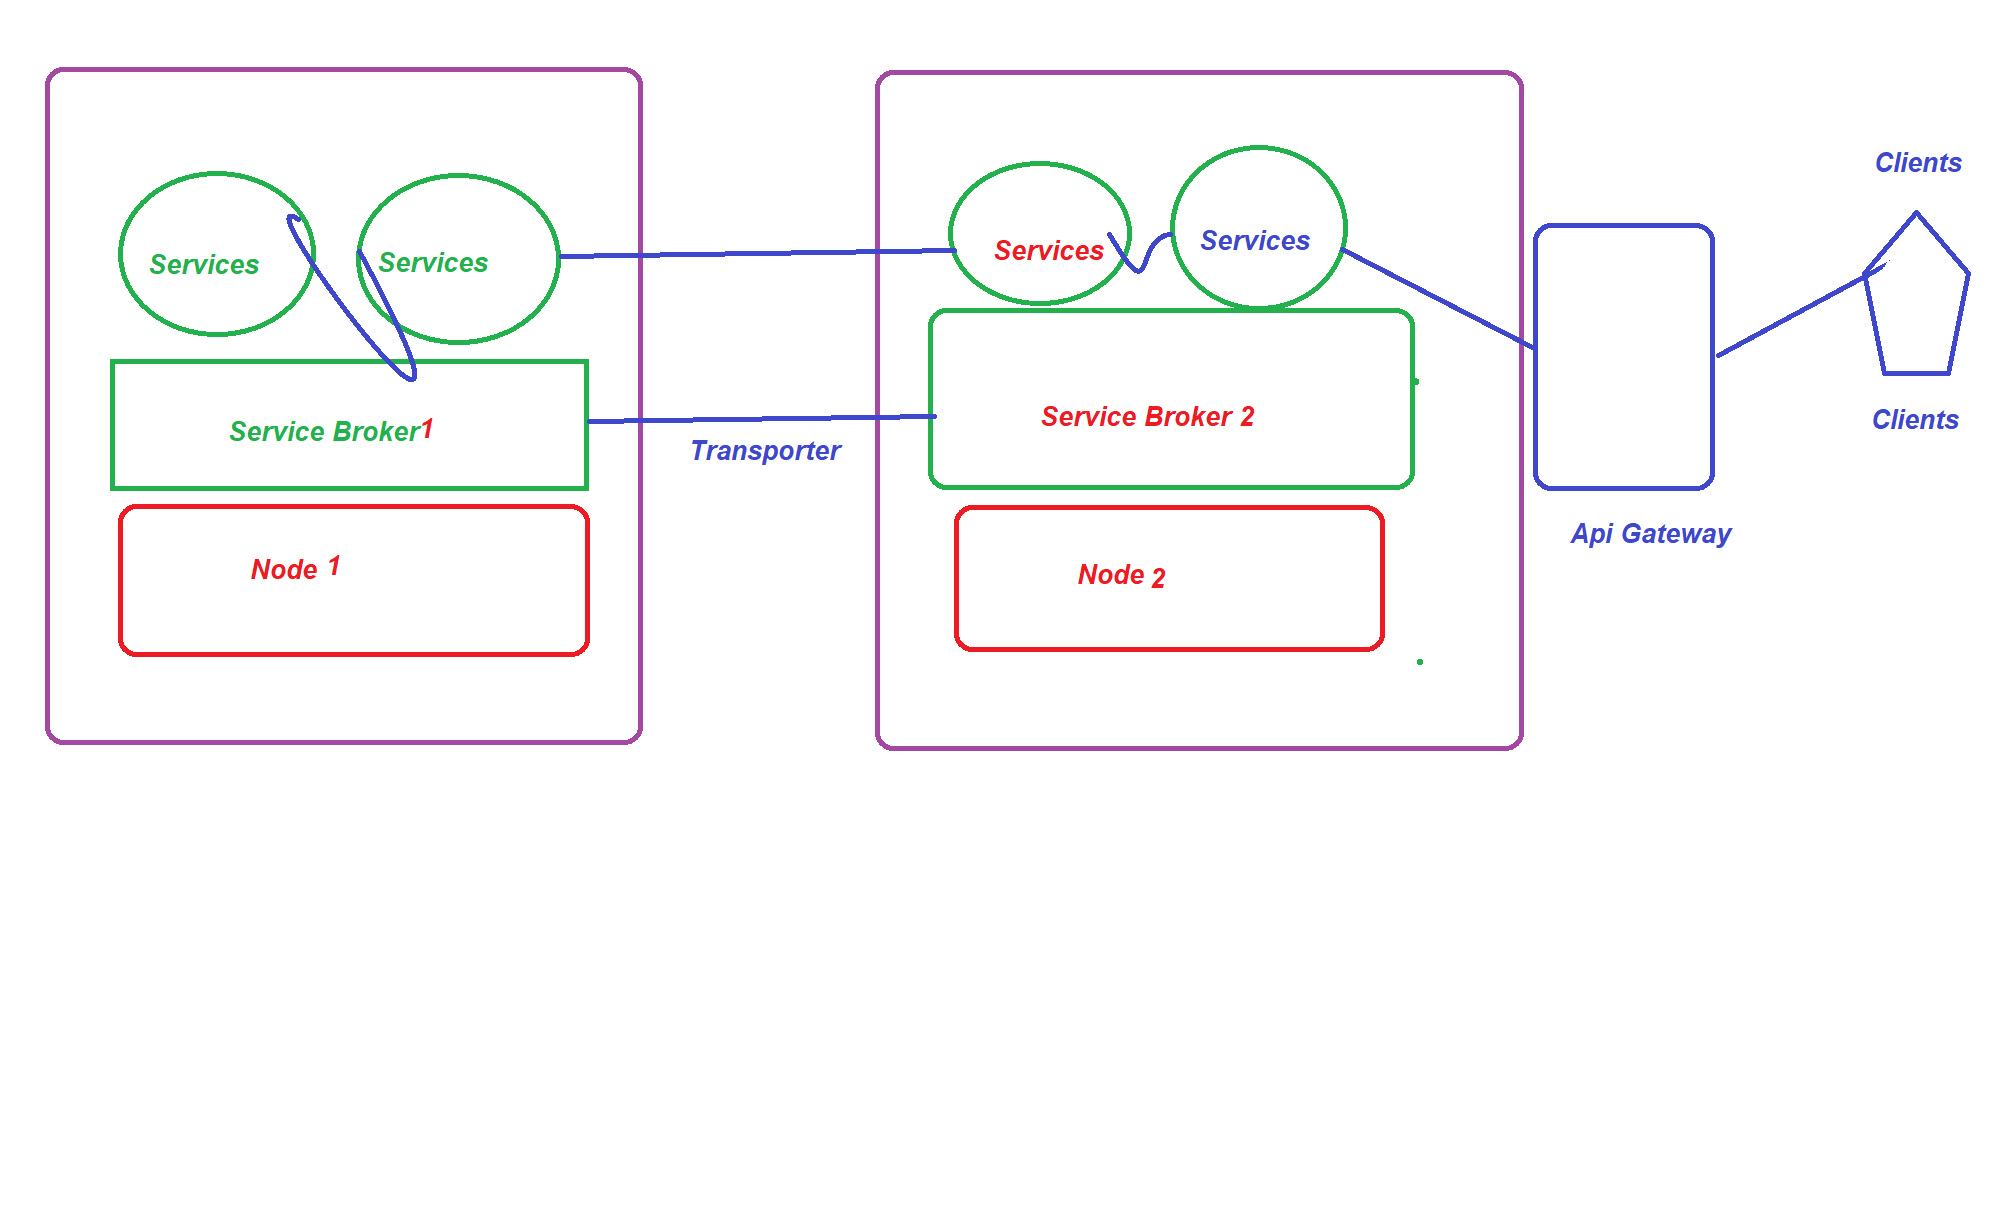 Services
Services
Service Broker1
Node 1
Transporter
Services
Services
Service Broker 2
Node 2
Api Gateway
Clients
Clients